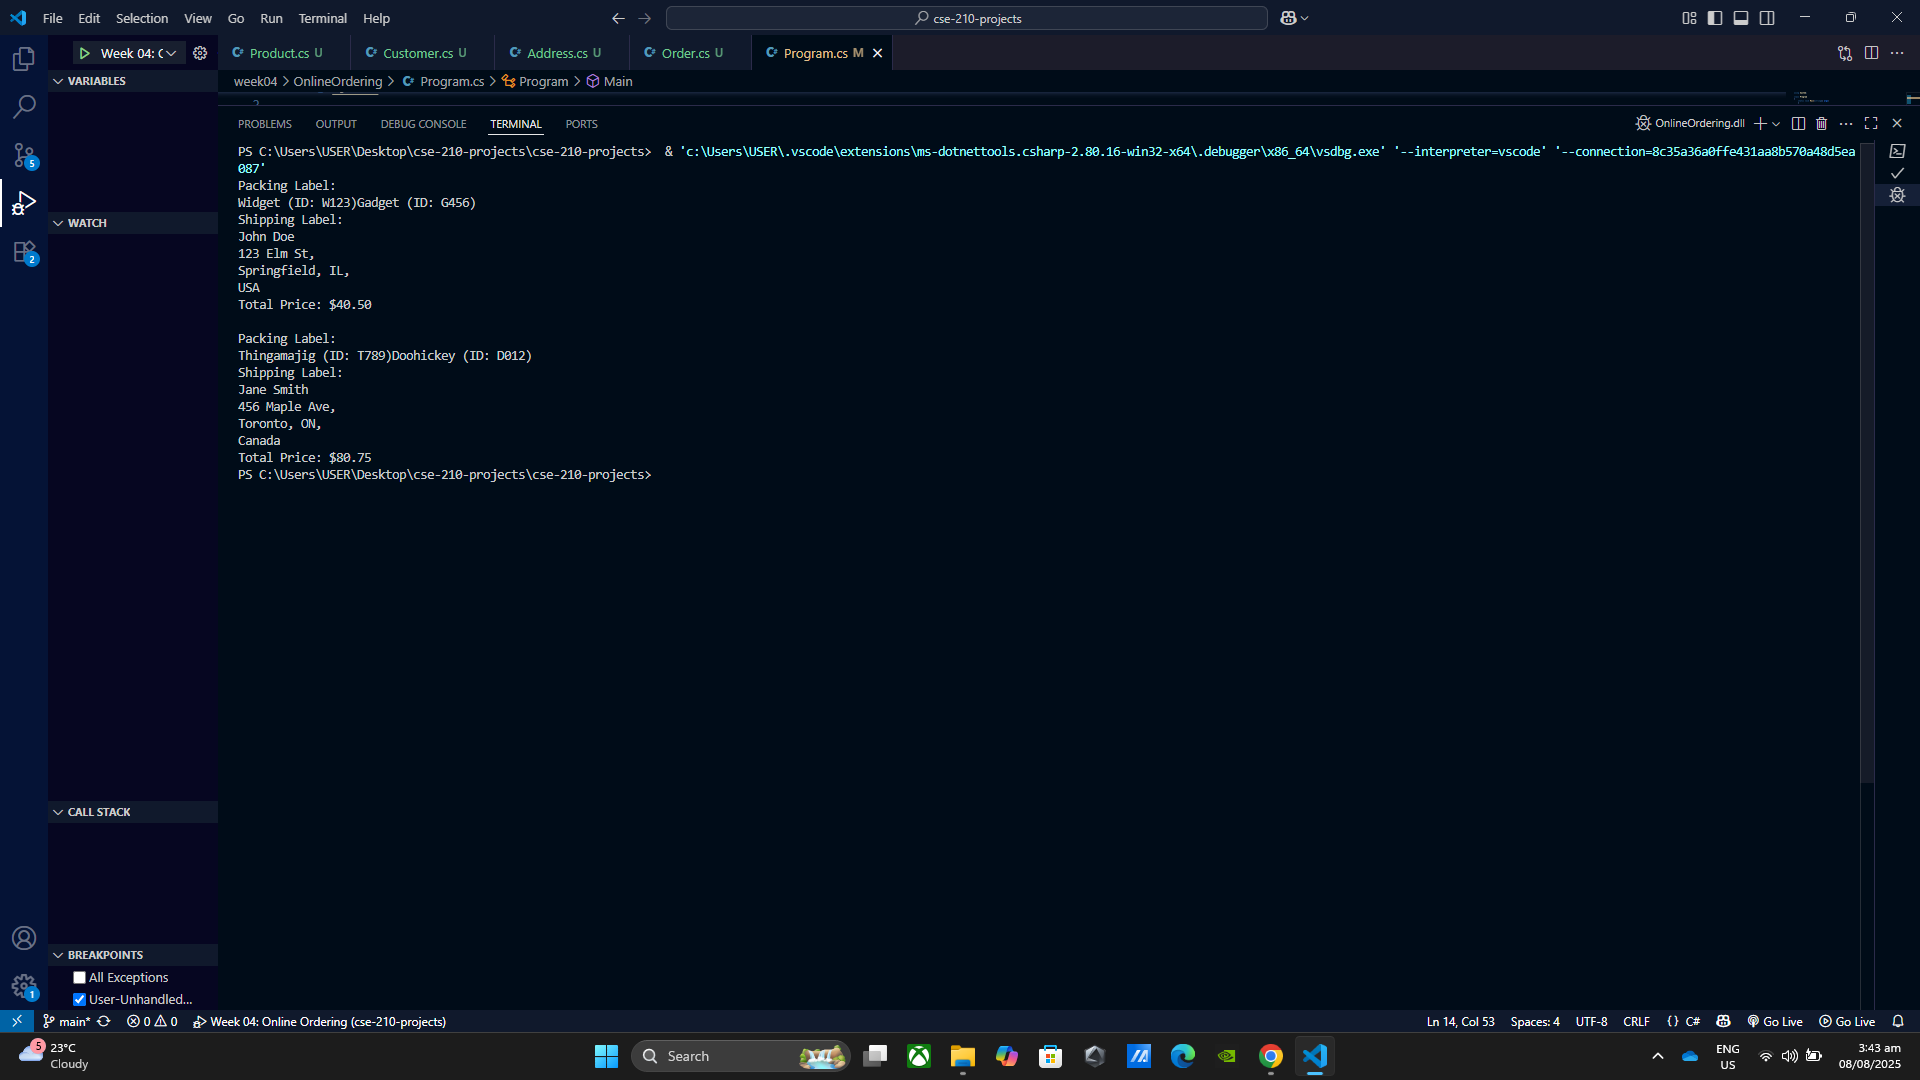 File Edit Selection View Go Run Terminal Help
cse-210-projects
Week 04: C
Product.cs U
Customer.cs U
Address.cs U
Order.cs U
Program.cs M
VARIABLES
week04 > OnlineOrdering > Program.cs > Program > Main
2
PROBLEMS OUTPUT DEBUG CONSOLE TERMINAL PORTS
OnlineOrdering.dll
PS C:\Users\USER\Desktop\cse-210-projects\cse-210-projects>  & 'c:\Users\USER\.vscode\extensions\ms-dotnettools.csharp-2.80.16-win32-x64\.debugger\x86_64\vsdbg.exe' '--interpreter=vscode' '--connection=8c35a36a0ffe431aa8b570a48d5ea
087'
Packing Label:
Widget (ID: W123)Gadget (ID: G456)
Shipping Label:
John Doe
123 Elm St,
Springfield, IL,
USA
Total Price: $40.50
Packing Label:
Thingamajig (ID: T789)Doohickey (ID: D012)
Shipping Label:
Jane Smith
456 Maple Ave,
Toronto, ON,
Canada
Total Price: $80.75
PS C:\Users\USER\Desktop\cse-210-projects\cse-210-projects>
5
2
WATCH
CALL STACK
BREAKPOINTS
All Exceptions
User-Unhandled...
1
main* 0 0 Week 04: Online Ordering (cse-210-projects)
Ln 14, Col 53 Spaces: 4 UTF-8 CRLF {} C# Go Live Go Live
5
23°C
Cloudy
Search
ENG
US
3:43 am
08/08/2025